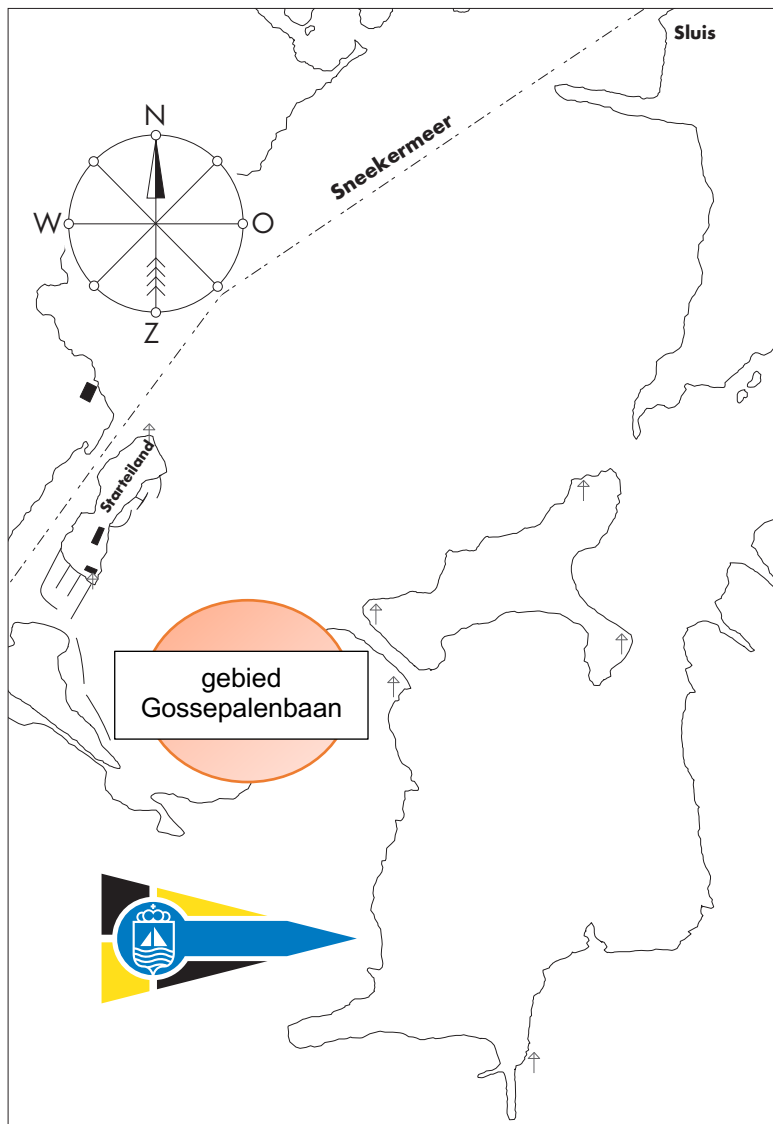 Sluis
N
Sneekermeer
W
O
Z
Starteiland
gebied
Gossepalenbaan